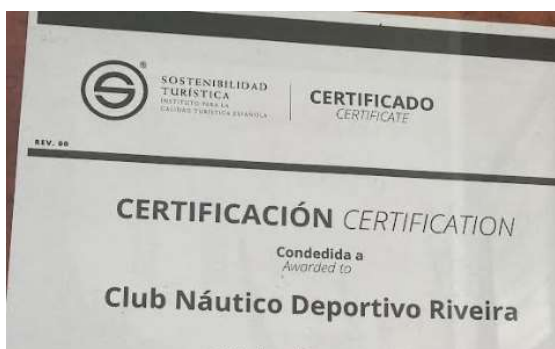 SOSTENIBILIDAD
TURÍSTICA
INSTITUTO PARA LA
CALIDAD TURÍSTICA ESPAÑOLA
CERTIFICADO
CERTIFICATE
REV. 00
CERTIFICACIÓN CERTIFICATION
Condedida a
Awarded to
Club Náutico Deportivo Riveira